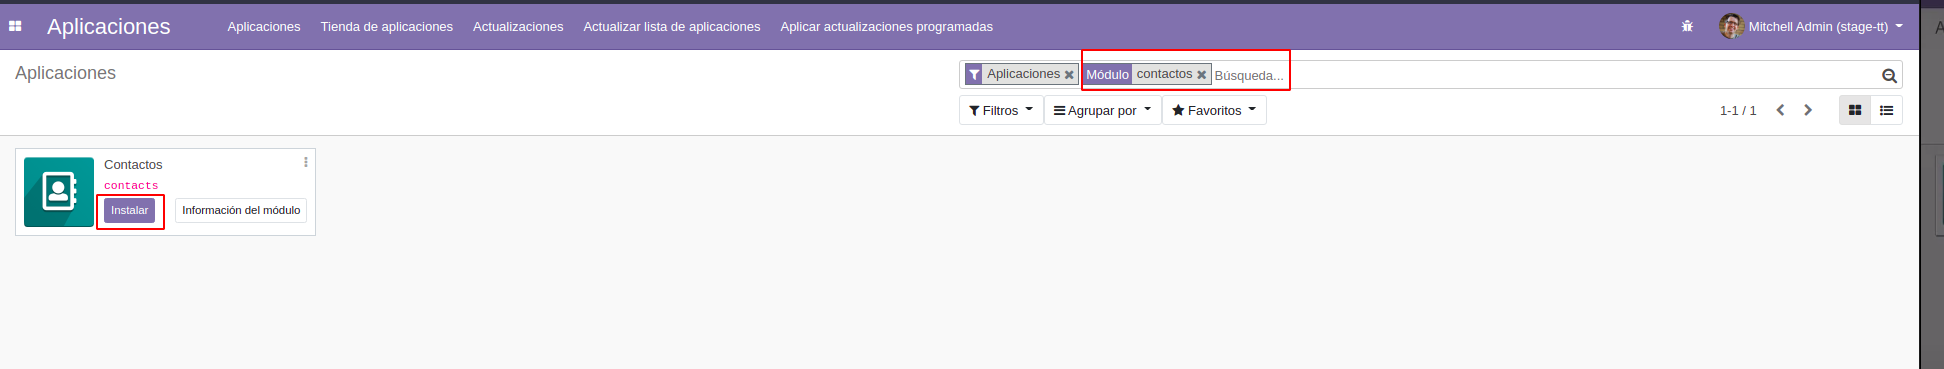 Aplicaciones Aplicaciones Tienda de aplicaciones Actualizaciones Actualizar lista de aplicaciones Aplicar actualizaciones programadas Mitchell Admin (stage-tt)
Aplicaciones
Aplicaciones Módulo contactos Búsqueda...
Filtros Agrupar por Favoritos 1-1 / 1
Contactos
contacts
Instalar Información del módulo